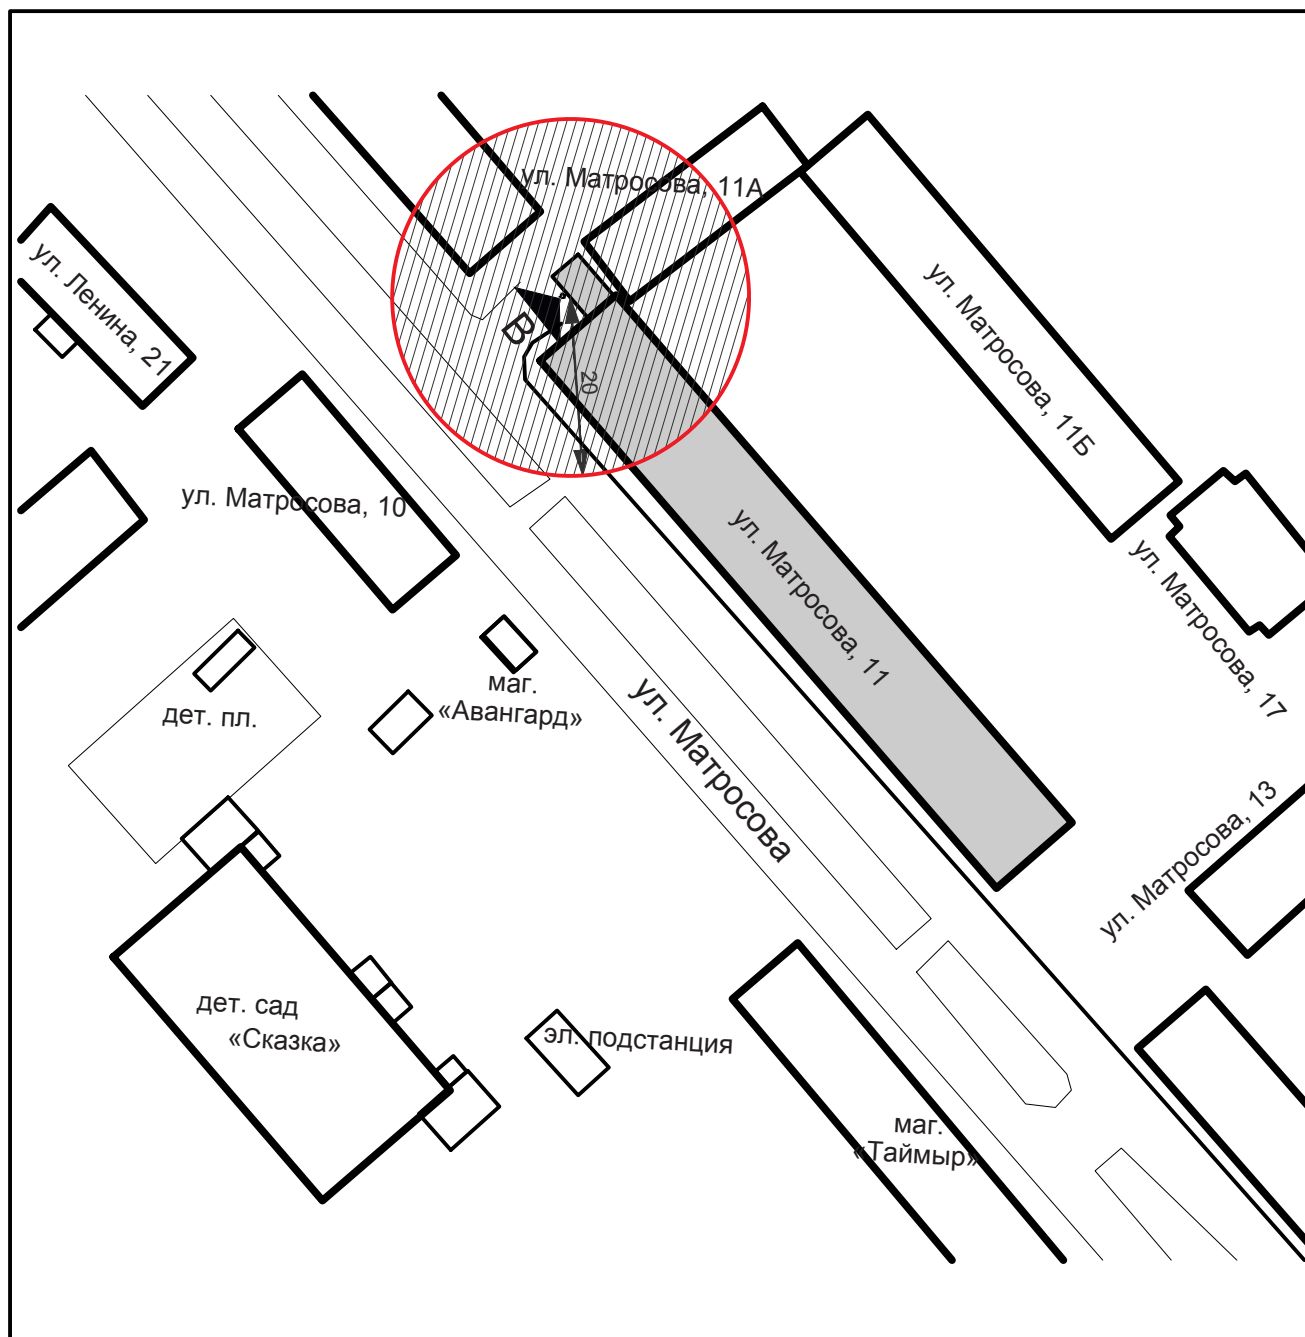 ул. Матросова, 11А
ул. Ленина, 21
ул. Матросова, 11Б
В
20
ул. Матросова, 10
ул. Матросова, 11
ул. Матросова, 17
маг.
«Авангард»
дет. пл.
ул. Матросова
ул. Матросова, 13
дет. сад
«Сказка»
эл. подстанция
маг.
«Таймыр»